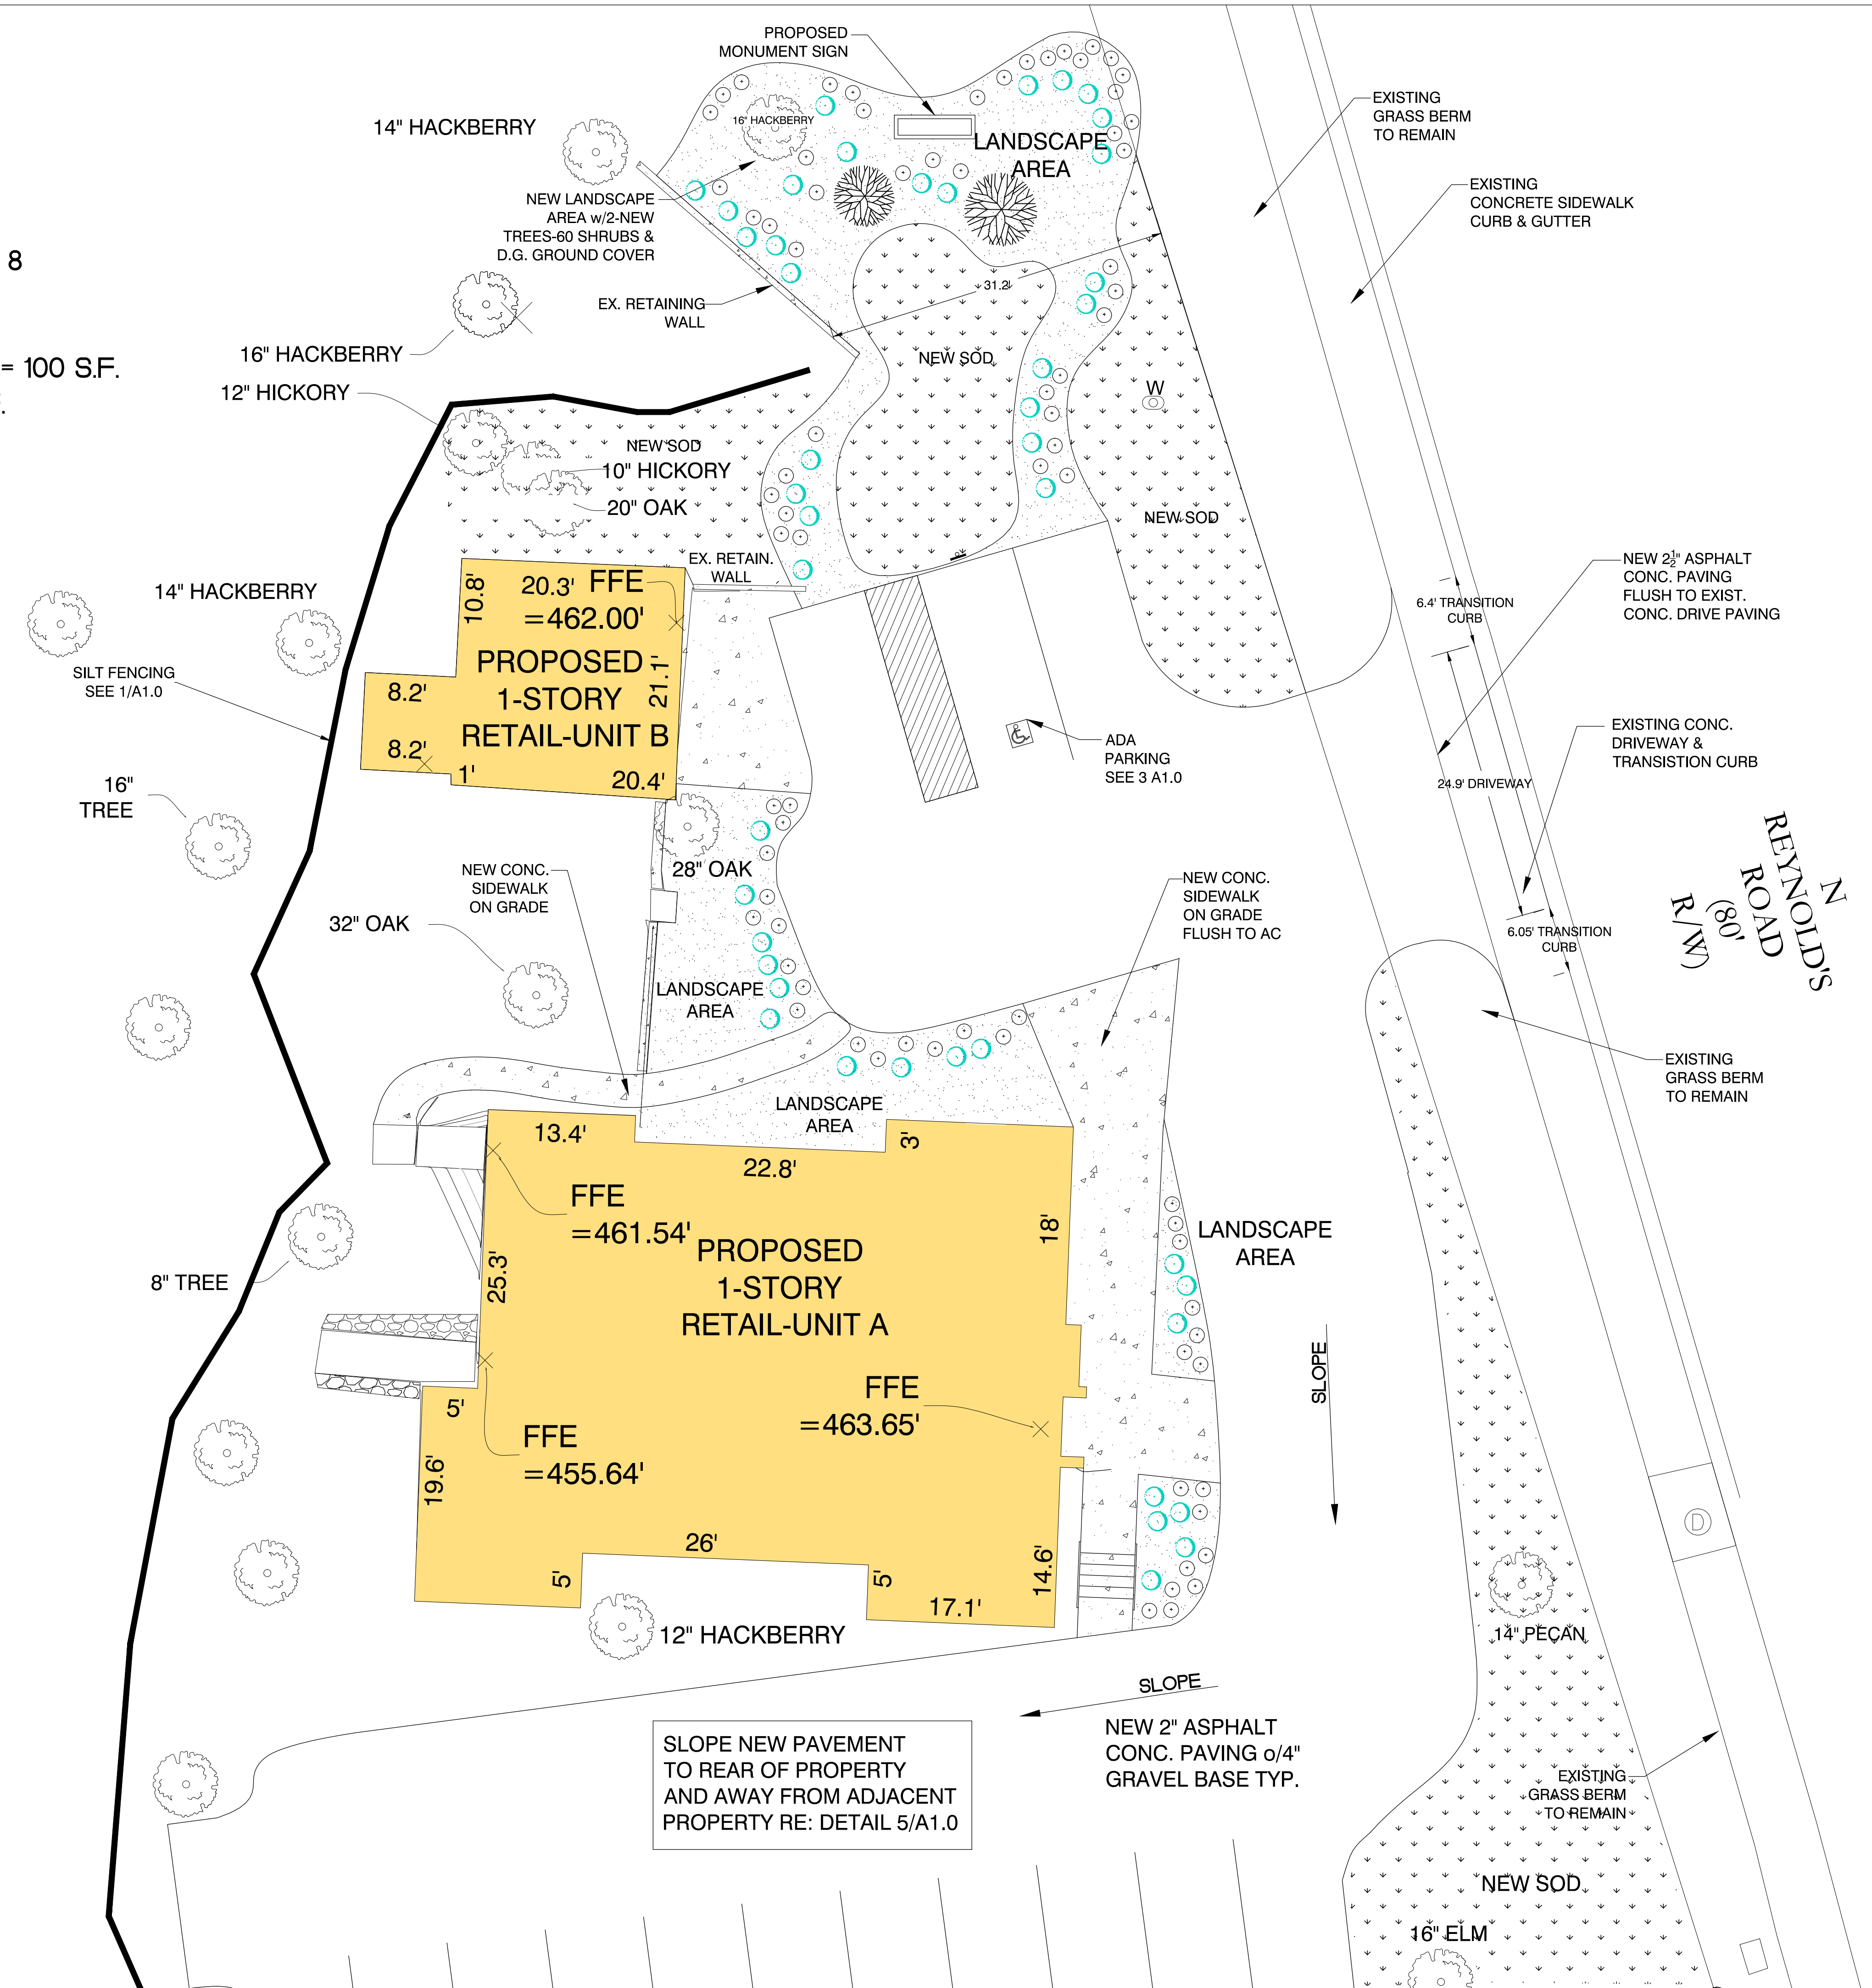 PROPOSED
MONUMENT SIGN
14" HACKBERRY
16" HACKBERRY
LANDSCAPE
AREA
EXISTING
GRASS BERM
TO REMAIN
NEW LANDSCAPE
AREA w/2-NEW
TREES-60 SHRUBS &
D.G. GROUND COVER
EXISTING
CONCRETE SIDEWALK
CURB & GUTTER
8
EX. RETAINING
WALL
31.2'
16" HACKBERRY
NEW SOD
= 100 S.F.
12" HICKORY
W
NEW SOD
10" HICKORY
20" OAK
NEW SOD
EX. RETAIN.
WALL
NEW 2½" ASPHALT
CONC. PAVING
FLUSH TO EXIST.
CONC. DRIVE PAVING
14" HACKBERRY
10.8'
20.3'
FFE
=462.00'
6.4' TRANSITION
CURB
SILT FENCING
SEE 1/A1.0
PROPOSED
1-STORY
RETAIL-UNIT B
8.2'
21.1'
8.2'
1'
20.4'
ADA
PARKING
SEE 3 A1.0
EXISTING CONC.
DRIVEWAY &
TRANSISTION CURB
24.9' DRIVEWAY
16"
TREE
N
REYNOLD'S
ROAD
(80'
R/W)
28" OAK
NEW CONC.
SIDEWALK
ON GRADE
NEW CONC.
SIDEWALK
ON GRADE
FLUSH TO AC
32" OAK
6.05' TRANSITION
CURB
LANDSCAPE
AREA
EXISTING
GRASS BERM
TO REMAIN
LANDSCAPE
AREA
13.4'
22.8'
3'
FFE
=461.54'
18'
LANDSCAPE
AREA
PROPOSED
1-STORY
RETAIL-UNIT A
25.3'
8" TREE
SLOPE
FFE
=463.65'
5'
FFE
=455.64'
19.6'
D
26'
5'
5'
14.6'
17.1'
12" HACKBERRY
14" PECAN
SLOPE
SLOPE NEW PAVEMENT
TO REAR OF PROPERTY
AND AWAY FROM ADJACENT
PROPERTY RE: DETAIL 5/A1.0
NEW 2" ASPHALT
CONC. PAVING o/4"
GRAVEL BASE TYP.
EXISTING
GRASS BERM
TO REMAIN
NEW SOD
16" ELM